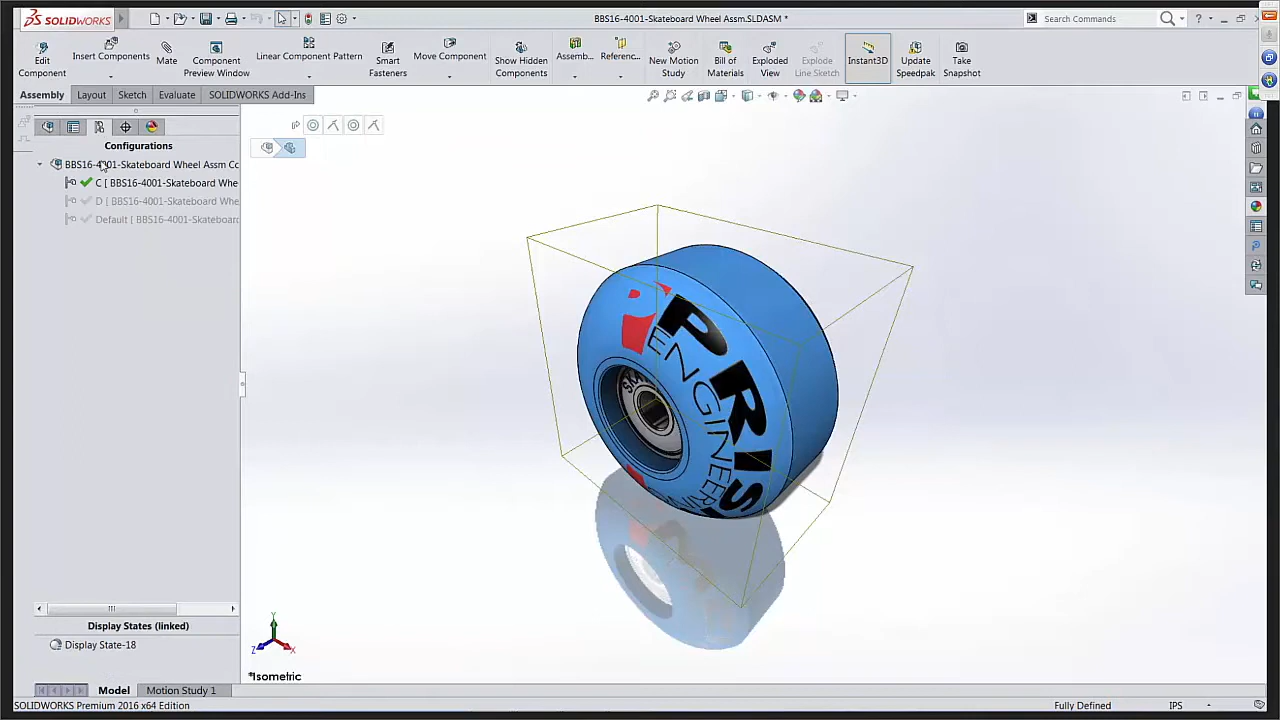 SOLIDWORKS
BBS16-4001-Skateboard Wheel Assm.SLDASM *
Search Commands
?
Edit Component
Insert Components
Mate
Component Preview Window
Linear Component Pattern
Smart Fasteners
Move Component
Show Hidden Components
Assemb...
Referenc...
New Motion Study
Bill of Materials
Exploded View
Explode Line Sketch
Instant3D
Update Speedpak
Take Snapshot
Assembly
Layout
Sketch
Evaluate
SOLIDWORKS Add-Ins
Configurations
BBS16-4001-Skateboard Wheel Assm Co
C [ BBS16-4001-Skateboard Whe
D [ BBS16-4001-Skateboard Whe
Default [ BBS16-4001-Skateboard
PRIS
ENGINEER
SKA
Display States (linked)
Display State-18
Y
Z
X
*Isometric
Model
Motion Study 1
SOLIDWORKS Premium 2016 x64 Edition
Fully Defined
IPS